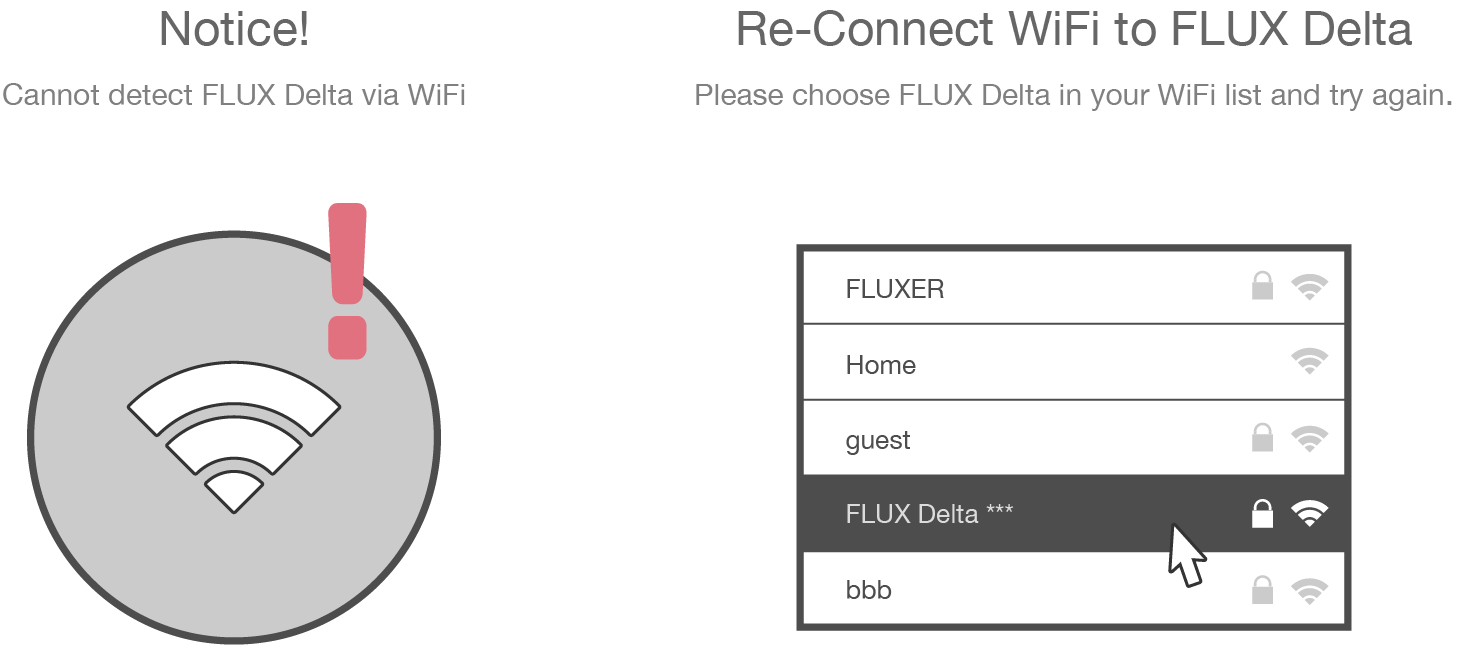 Notice!
Cannot detect FLUX Delta via WiFi
Re-Connect WiFi to FLUX Delta
Please choose FLUX Delta in your WiFi list and try again.
FLUXER
Home
guest
FLUX Delta ***
bbb